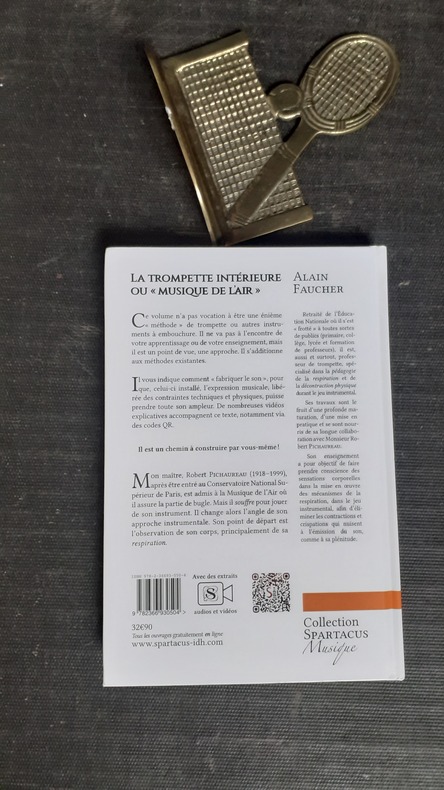 La trompette intérieure
ou « musique de l'air »
Ce volume n'a pas vocation à être une énième
« méthode » de trompette ou autres instru-
ments à embouchure. Il ne va pas à l'encontre de
votre apprentissage ou de votre enseignement, mais
il est un point de vue, une approche. Il s'additionne
aux méthodes existantes.
Il vous indique comment « fabriquer le son », pour
que, celui-ci installé, l'expression musicale, libé-
rée des contraintes techniques et physiques, puisse
prendre toute son ampleur. De nombreuses vidéos
explicatives accompagnent ce texte, notamment via
des codes QR.
Il est un chemin à construire par vous-même !
Mon maître, Robert Pichaureau (1918-1999),
après être entré au Conservatoire National Su-
périeur de Paris, est admis à la Musique de l'Air où
il assure la partie de bugle. Mais il souffre pour jouer
de son instrument. Il change alors l'angle de son
approche instrumentale. Son point de départ est
l'observation de son corps, principalement de sa
respiration.
Alain
Faucher
Retraité de l'Éduca-
tion Nationale où il s'est
« frotté » à toutes sortes
de publics (primaire, col-
lège, lycée et formation
de professeurs), il est,
aussi et surtout, profes-
seur de trompette, spé-
cialisé dans la pédagogie
de la respiration et de
la décontraction physique
durant le jeu instrumental.
Ses travaux sont le
fruit d'une profonde ma-
turation, d'une mise en
pratique et se sont nour-
ris de sa longue collabo-
ration avec Monsieur Ro-
bert Pichaureau.
Son enseignement
a pour objectif de faire
prendre conscience des
sensations corporelles
dans la mise en œuvre
des mécanismes de la
respiration, dans le jeu
instrumental, afin d'éli-
miner les contractions et
crispations qui nuisent
à l'émission du son,
comme à sa plénitude.
9 782366 930504 >
Avec des extraits
S
audios et vidéos
32€90
Tous les ouvrages gratuitement en ligne
www.spartacus-idh.com
Collection
Spartacus
Musique